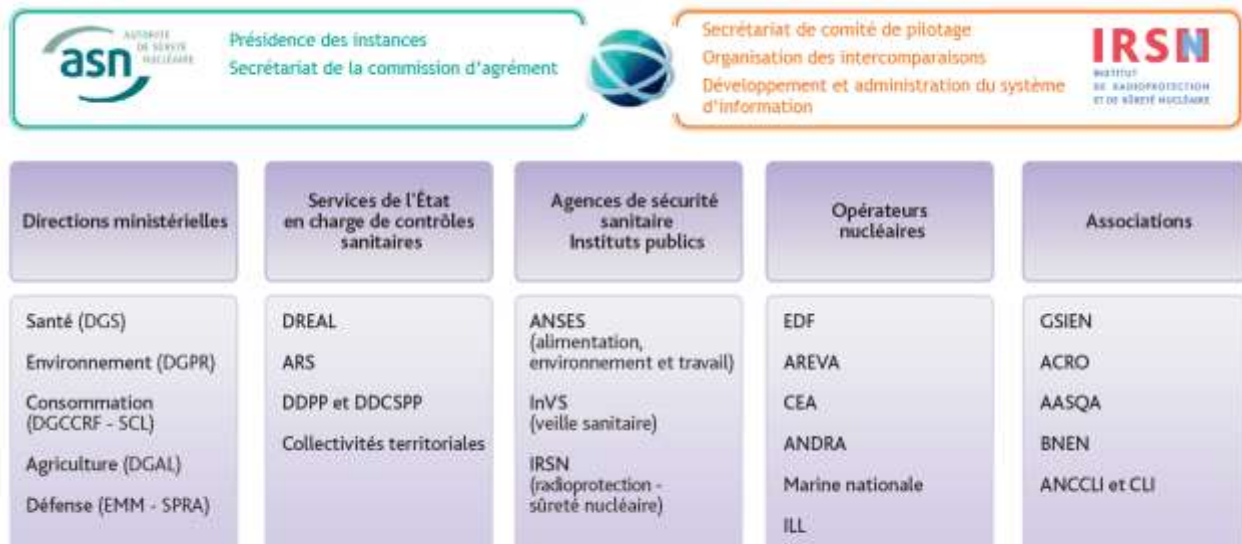 asn
AUTORITÉ
DE SÛRETÉ
NUCLÉAIRE
Présidence des instances
Secrétariat de la commission d'agrément
Secrétariat de comité de pilotage
Organisation des intercomparaisons
Développement et administration du système
d'information
IRSN
INSTITUT
DE RADIOPROTECTION
ET DE SÛRETÉ NUCLÉAIRE
Directions ministérielles
Santé (DGS)
Environnement (DGPR)
Consommation
(DGCCRF - SCL)
Agriculture (DGAL)
Défense (EMM - SPRA)
Services de l'État
en charge de contrôles
sanitaires
DREAL
ARS
DDPP et DDCSPP
Collectivités territoriales
Agences de sécurité
sanitaire
Instituts publics
ANSES
(alimentation,
environnement et travail)
InVS
(veille sanitaire)
IRSN
(radioprotection -
sûreté nucléaire)
Opérateurs
nucléaires
EDF
AREVA
CEA
ANDRA
Marine nationale
ILL
Associations
GSIEN
ACRO
AASQA
BNEN
ANCCLI et CLI